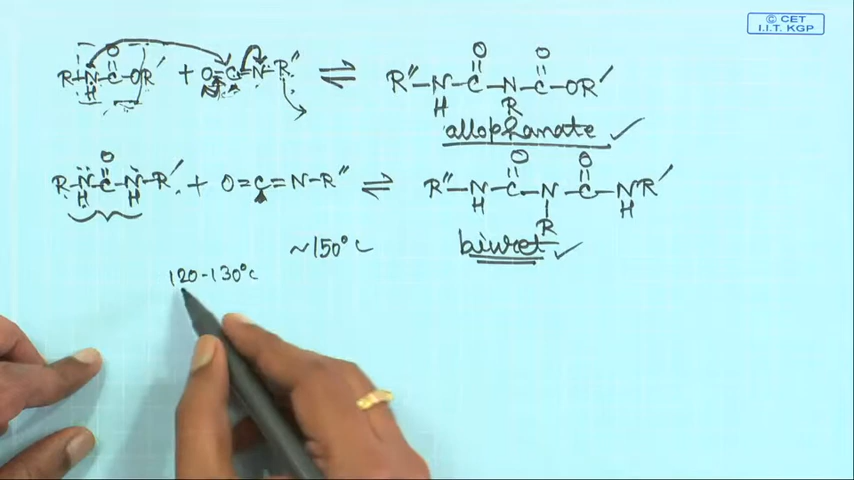 © CET
I.I.T. KGP
R-N-C-OR′ + O=C=N-R″ ⇌ R″-N-C-N-C-OR′
O
H
O O
H R
allophanate ✓
R-N-C-N-R′ + O=C=N-R″ ⇌ R″-N-C-N-C-NR′
O
H H
O O
H R H
biuret ✓
~150°C
120-130°C